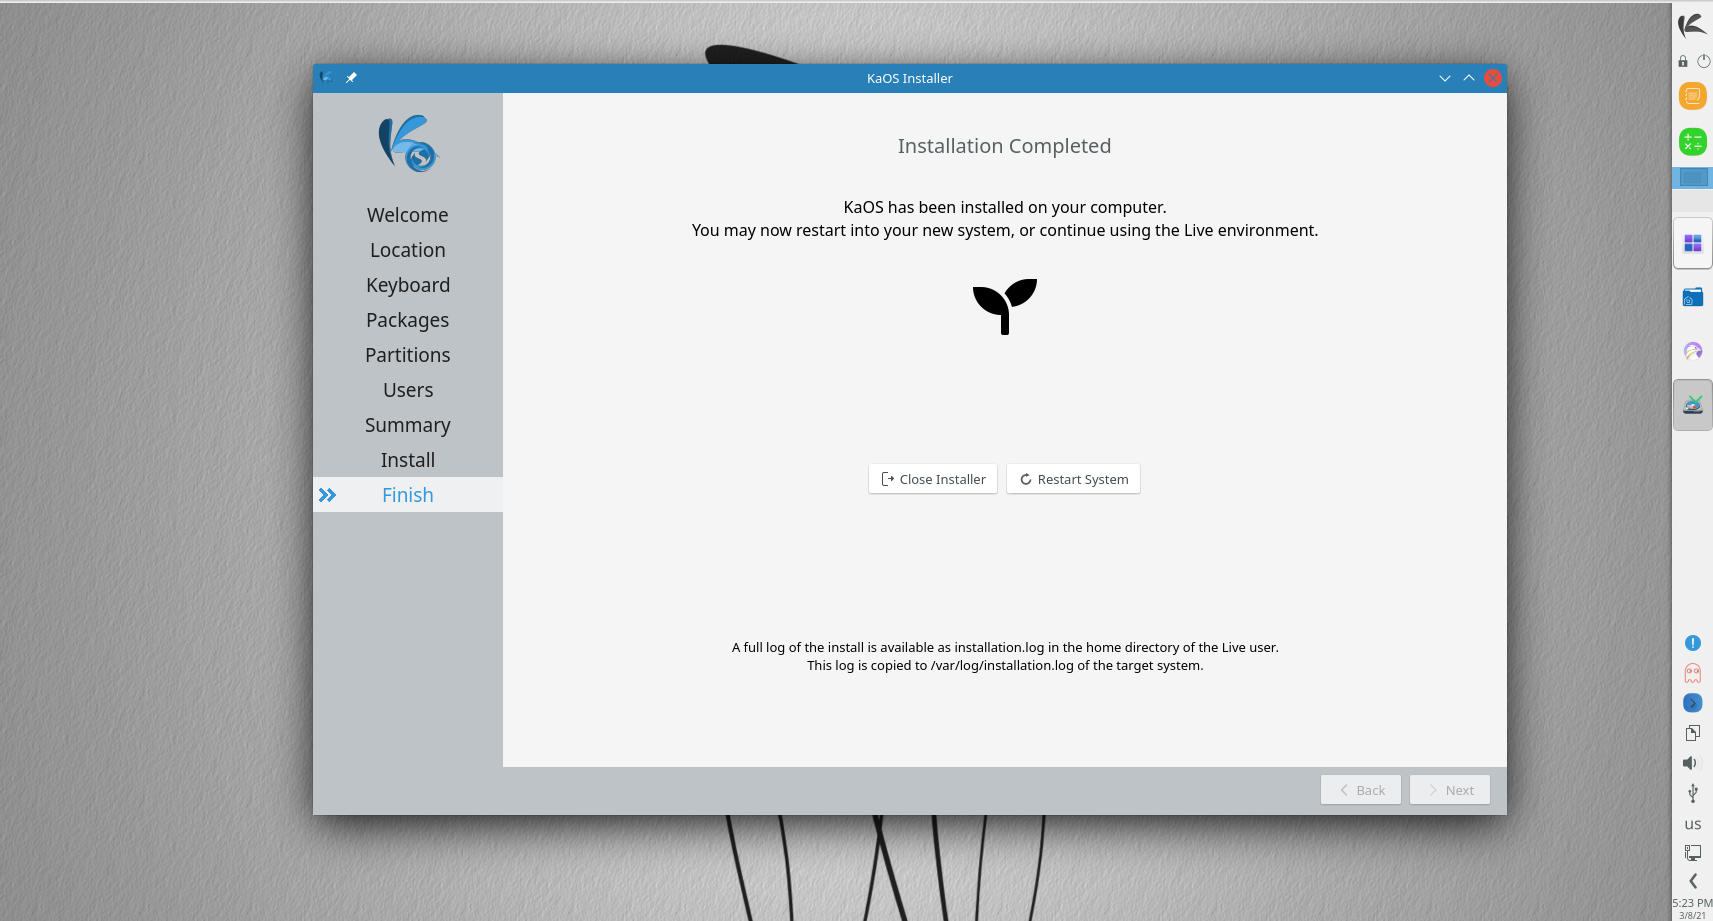 KaOS Installer
Welcome
Location
Keyboard
Packages
Partitions
Users
Summary
Install
Finish
Installation Completed
KaOS has been installed on your computer.
You may now restart into your new system, or continue using the Live environment.
Close Installer
Restart System
A full log of the install is available as installation.log in the home directory of the Live user.
This log is copied to /var/log/installation.log of the target system.
Back
Next
us
5:23 PM
3/8/21